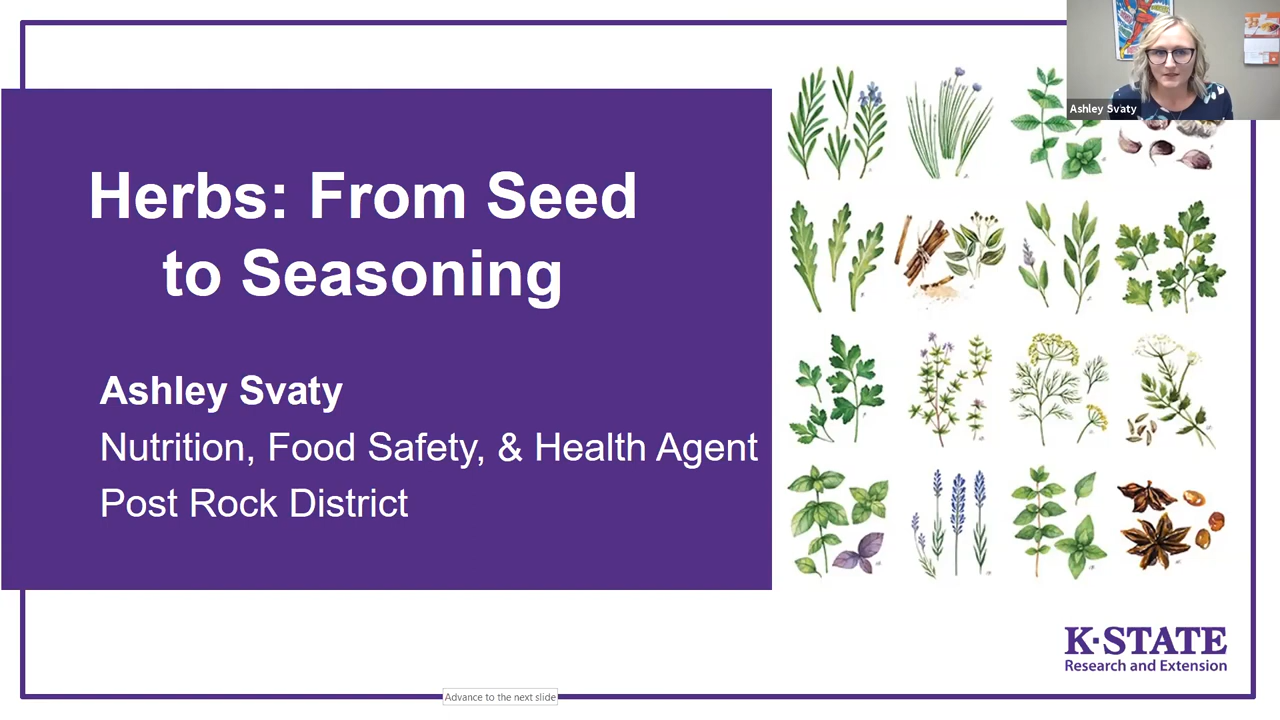 Ashley Svaty
Herbs: From Seed
to Seasoning
Ashley Svaty
Nutrition, Food Safety, & Health Agent
Post Rock District
K·STATE
Research and Extension
Advance to the next slide